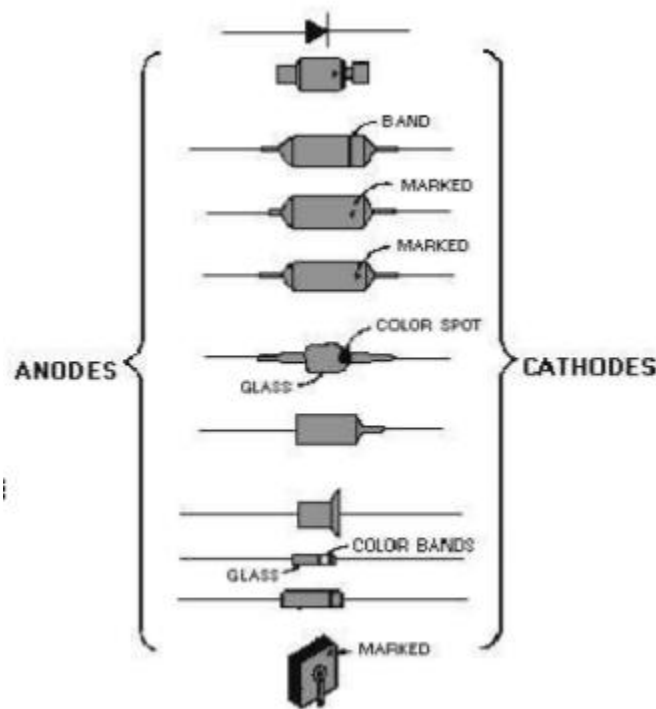 BAND
MARKED
MARKED
COLOR SPOT
ANODES
CATHODES
GLASS
COLOR BANDS
GLASS
MARKED